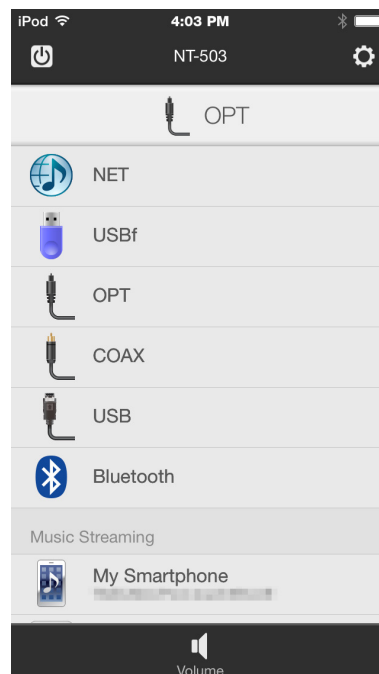 iPod 4:03 PM
NT-503
OPT
NET
USBf
OPT
COAX
USB
Bluetooth
Music Streaming
My Smartphone
Volume